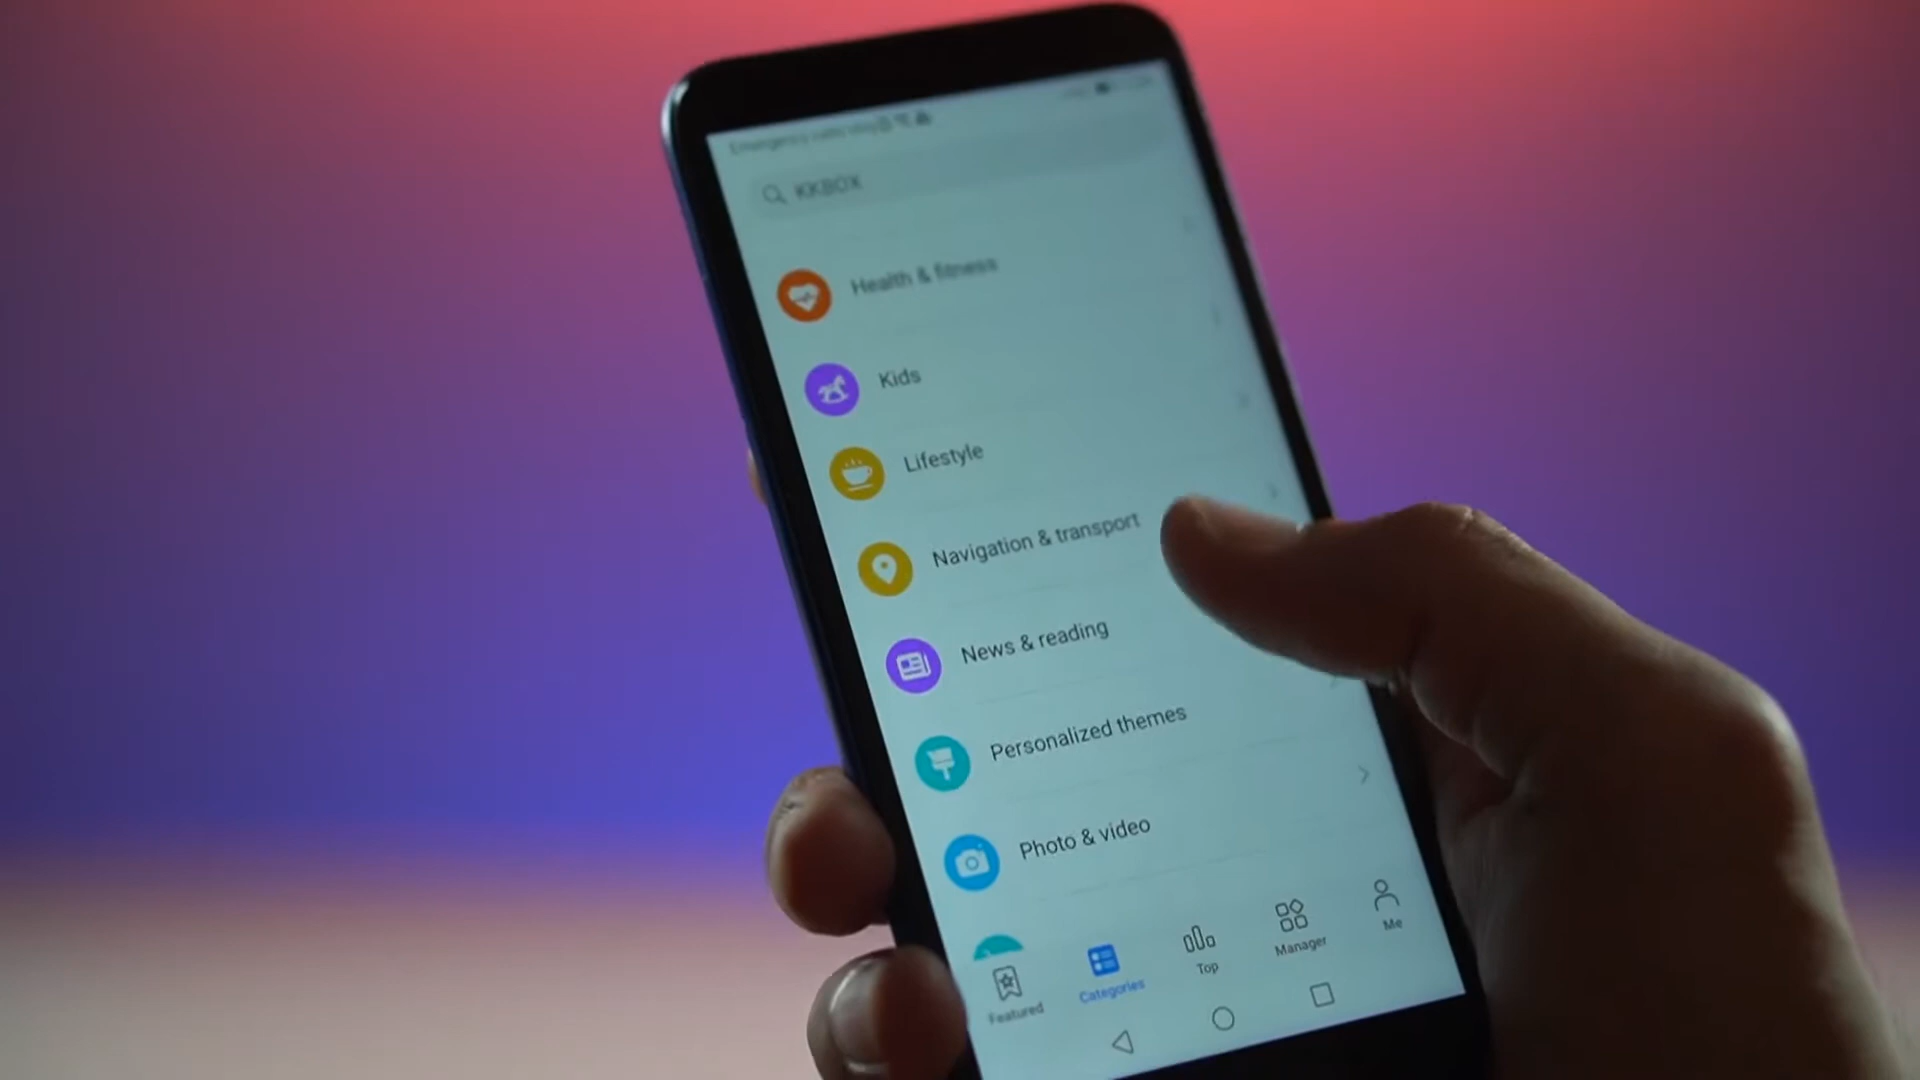 KKBOX
Health & fitness
Kids
Lifestyle
Navigation & transport
News & reading
Personalized themes
Photo & video
Featured
Categories
Top
Manager
Me